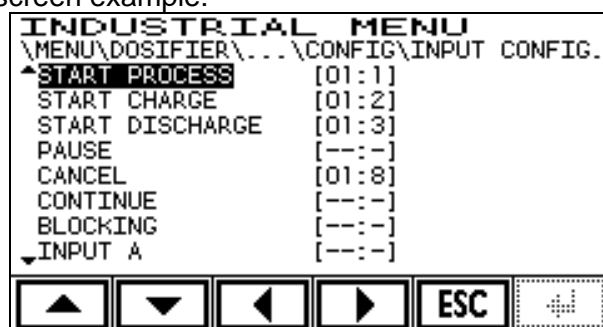 screen example:
INDUSTRIAL MENU
\MENU\DOSIFIER\...\CONFIG\INPUT CONFIG.
START PROCESS [01:1]
START CHARGE [01:2]
START DISCHARGE [01:3]
PAUSE [--:-]
CANCEL [01:8]
CONTINUE [--:-]
BLOCKING [--:-]
INPUT A [--:-]
ESC